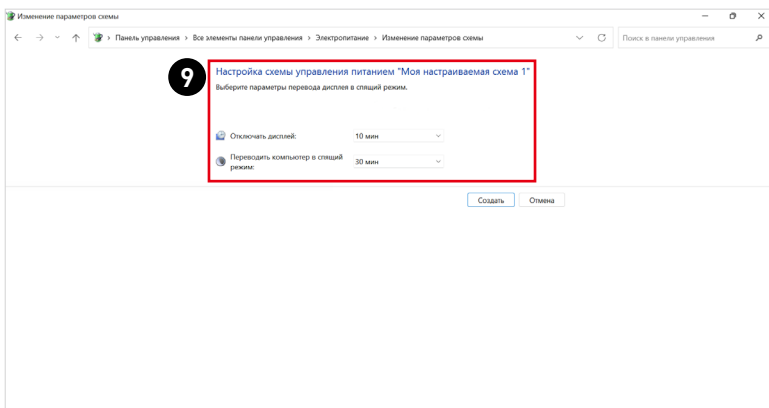 Изменение параметров схемы
Панель управления > Все элементы панели управления > Электропитание > Изменение параметров схемы
Поиск в панели управления
9
Настройка схемы управления питанием "Моя настраиваемая схема 1"
Выберите параметры перевода дисплея в спящий режим.
Отключать дисплей:
10 мин
Переводить компьютер в спящий
режим:
30 мин
Создать
Отмена